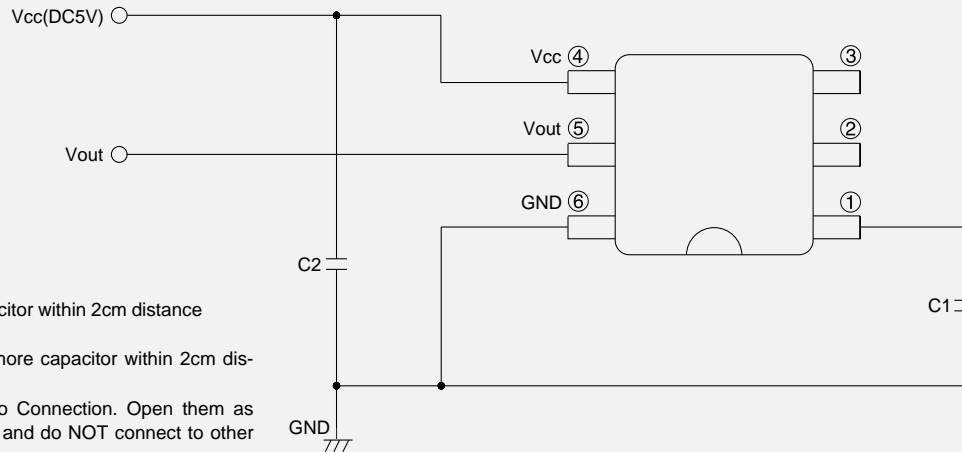 Vcc(DC5V)
Vcc ④
③
Vout ⑤
②
Vout
GND ⑥
①
C2
C1
citor within 2cm distance
more capacitor within 2cm dis-
o Connection. Open them as
and do NOT connect to other
GND